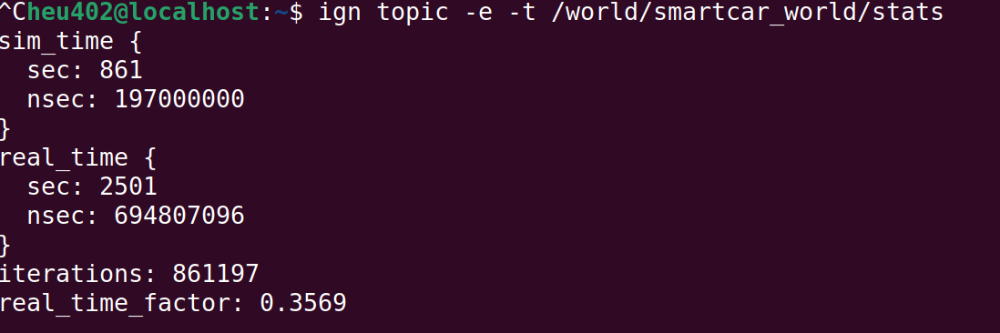 ^Cheu402@localhost:~$ ign topic -e -t /world/smartcar_world/stats
sim_time {
  sec: 861
  nsec: 197000000
}
real_time {
  sec: 2501
  nsec: 694807096
}
iterations: 861197
real_time_factor: 0.3569